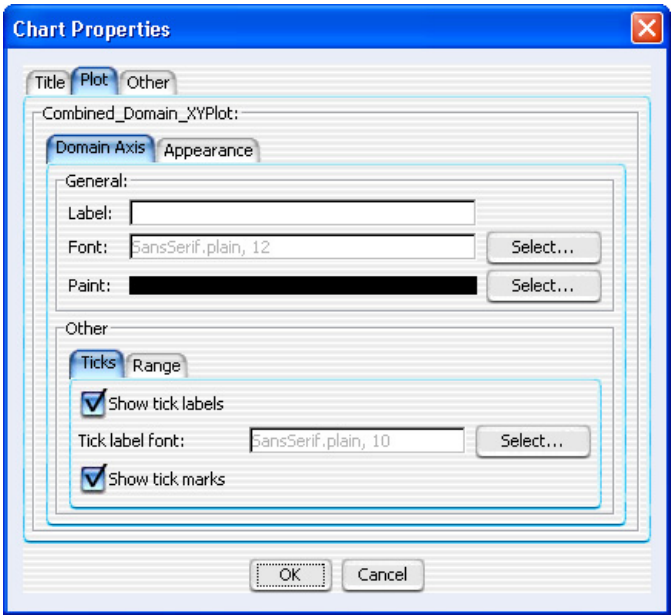 Chart Properties
Title Plot Other
Combined_Domain_XYPlot:
Domain Axis Appearance
General:
Label:
Font: SansSerif.plain, 12 Select...
Paint: Select...
Other
Ticks Range
Show tick labels
Tick label font: SansSerif.plain, 10 Select...
Show tick marks
OK Cancel